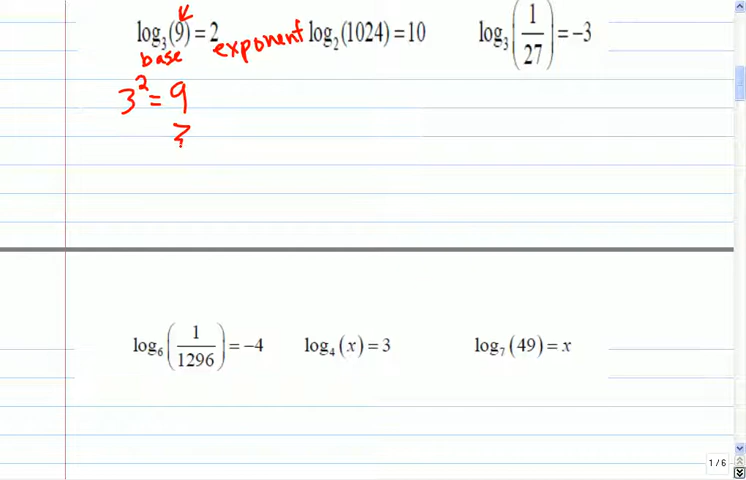 log₃(9) = 2 exponent log₂(1024) = 10 log₃(1/27) = −3
base
3² = 9
log₆(1/1296) = −4 log₄(x) = 3 log₇(49) = x
1 / 6